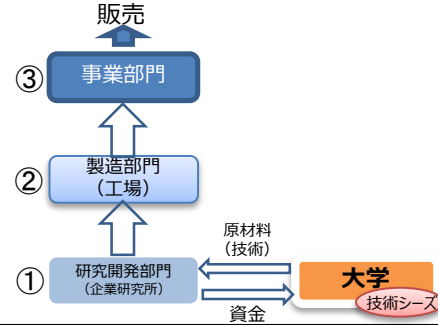 販売
③
事業部門
②
製造部門
（工場）
原材料
（技術）
①
研究開発部門
（企業研究所）
大学
技術シーズ
資金